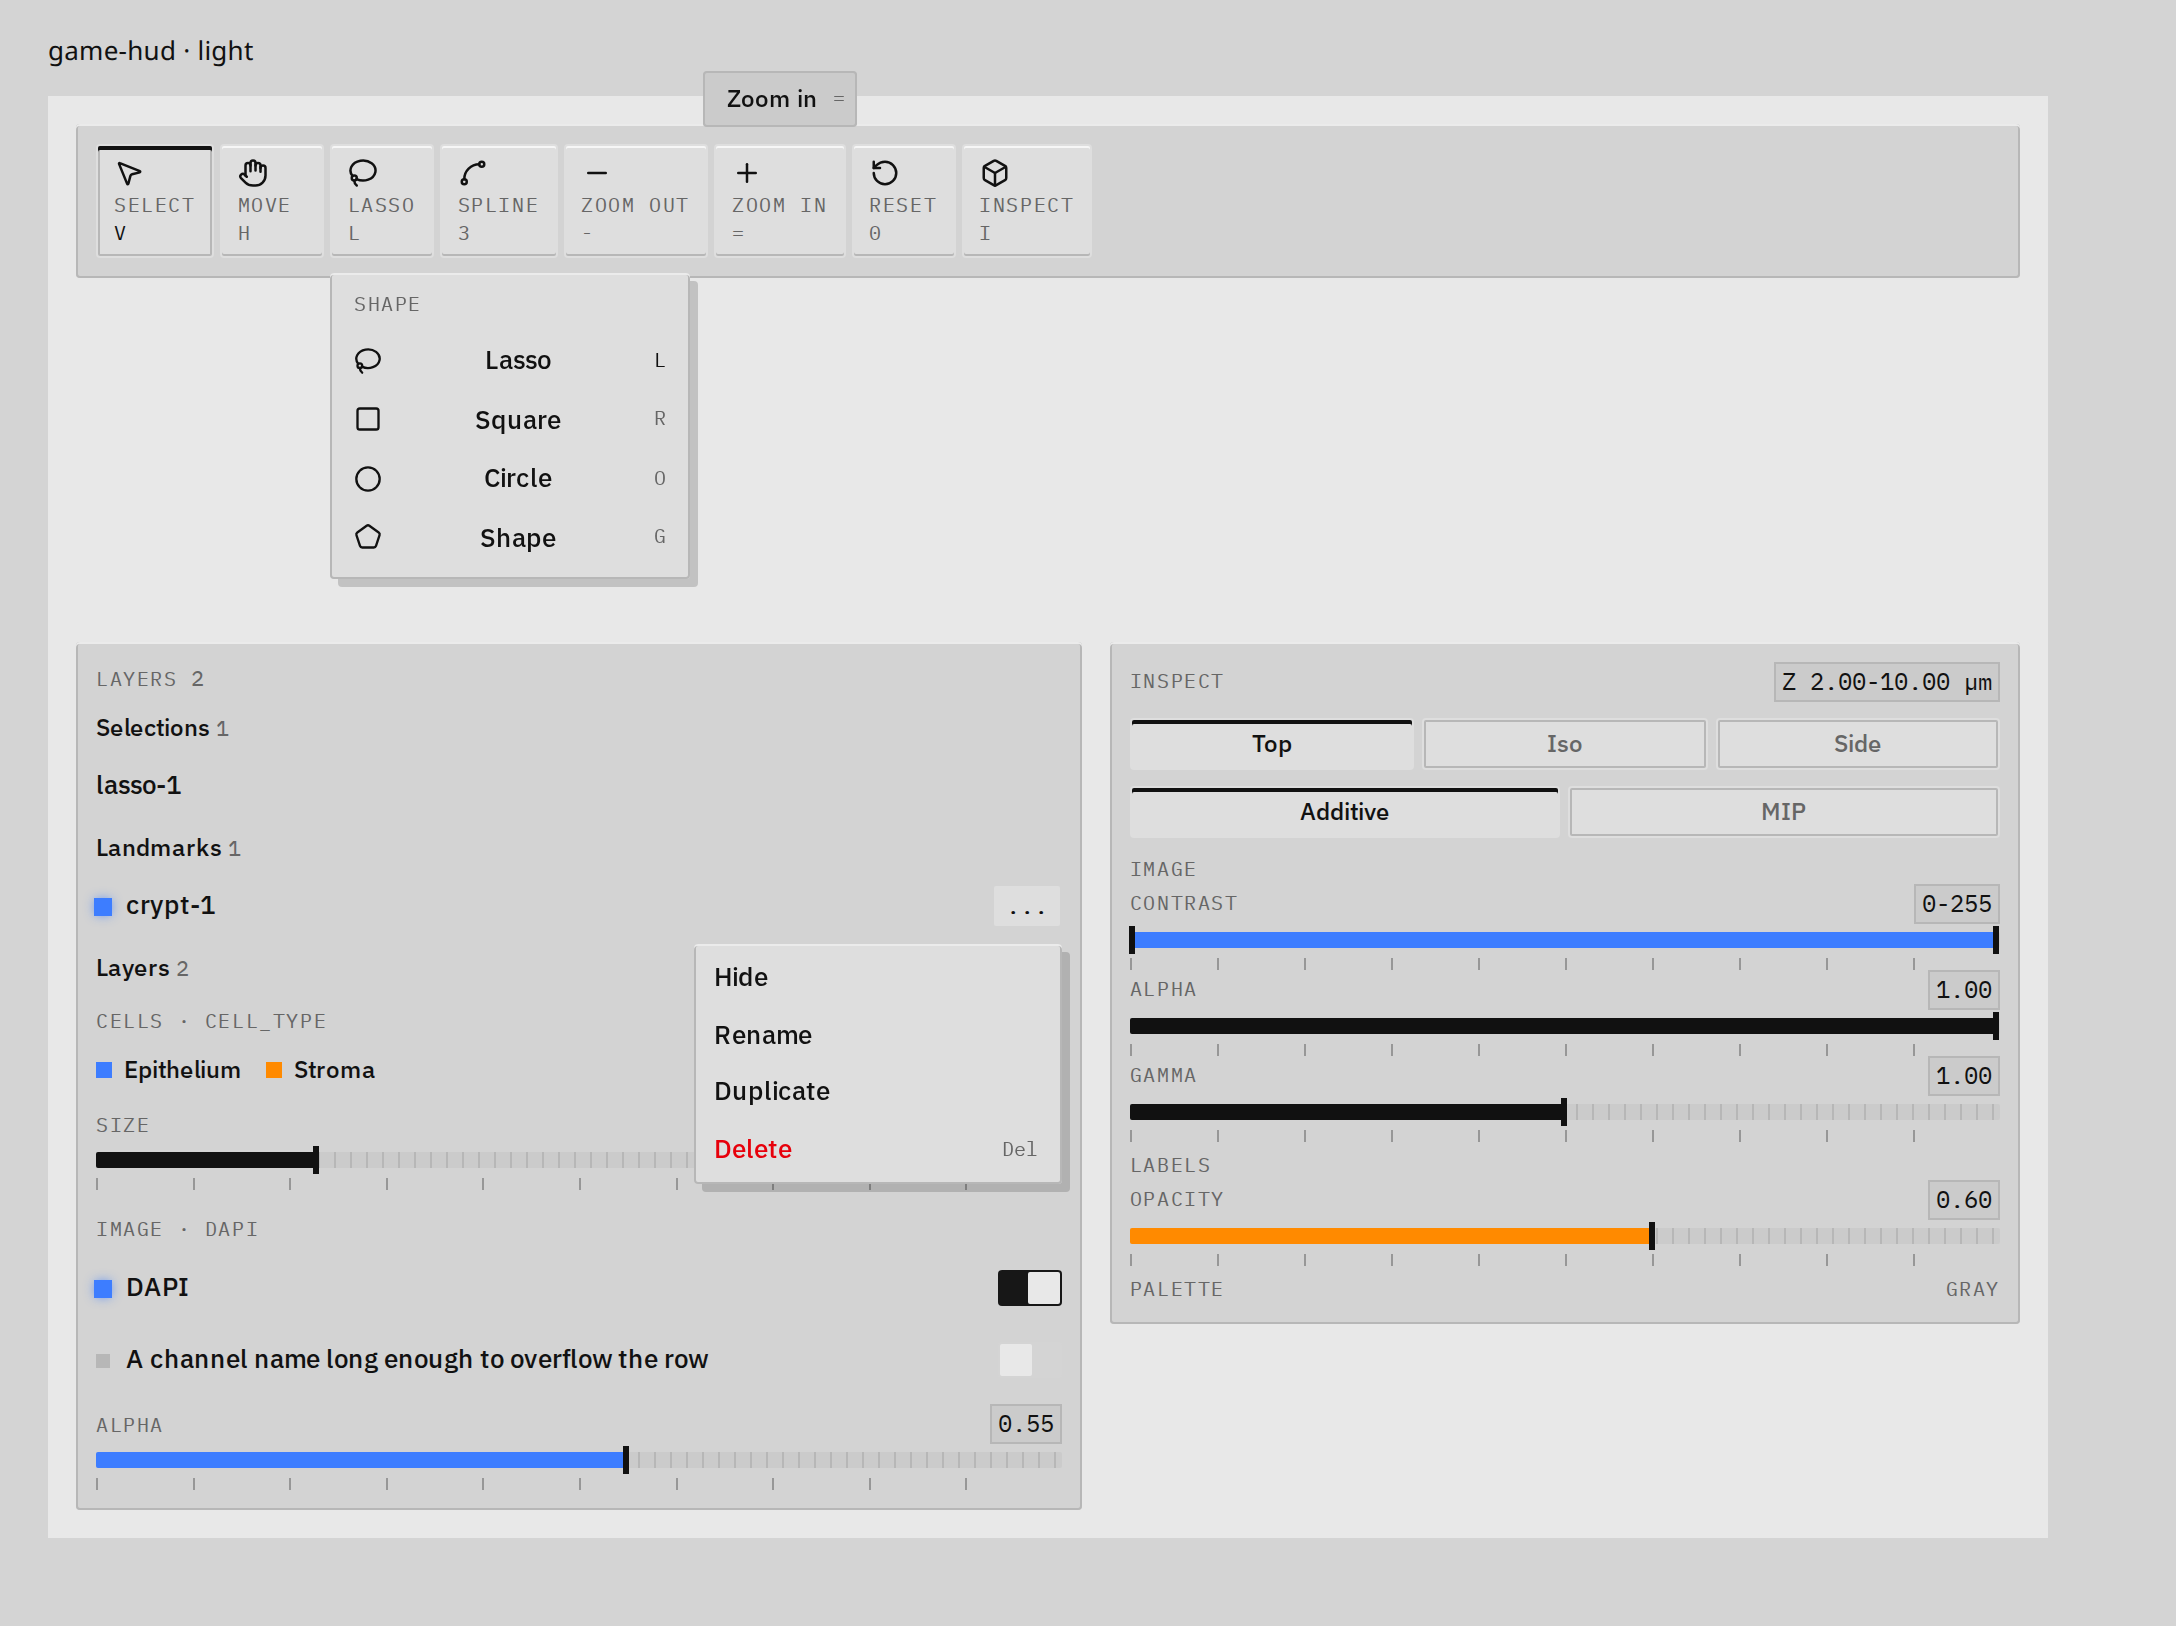 game-hud · light
Zoom in =
SELECT MOVE LASSO SPLINE ZOOM OUT ZOOM IN RESET INSPECT
V H L 3 - = 0 I
SHAPE
Lasso L
Square R
Circle O
Shape G
LAYERS 2
Selections 1
lasso-1
Landmarks 1
crypt-1 ...
Layers 2
CELLS · CELL_TYPE
Epithelium Stroma
SIZE
Hide
Rename
Duplicate
Delete Del
IMAGE · DAPI
DAPI
A channel name long enough to overflow the row
ALPHA 0.55
INSPECT Z 2.00-10.00 µm
Top Iso Side
Additive MIP
IMAGE
CONTRAST 0-255
ALPHA 1.00
GAMMA 1.00
LABELS
OPACITY 0.60
PALETTE GRAY